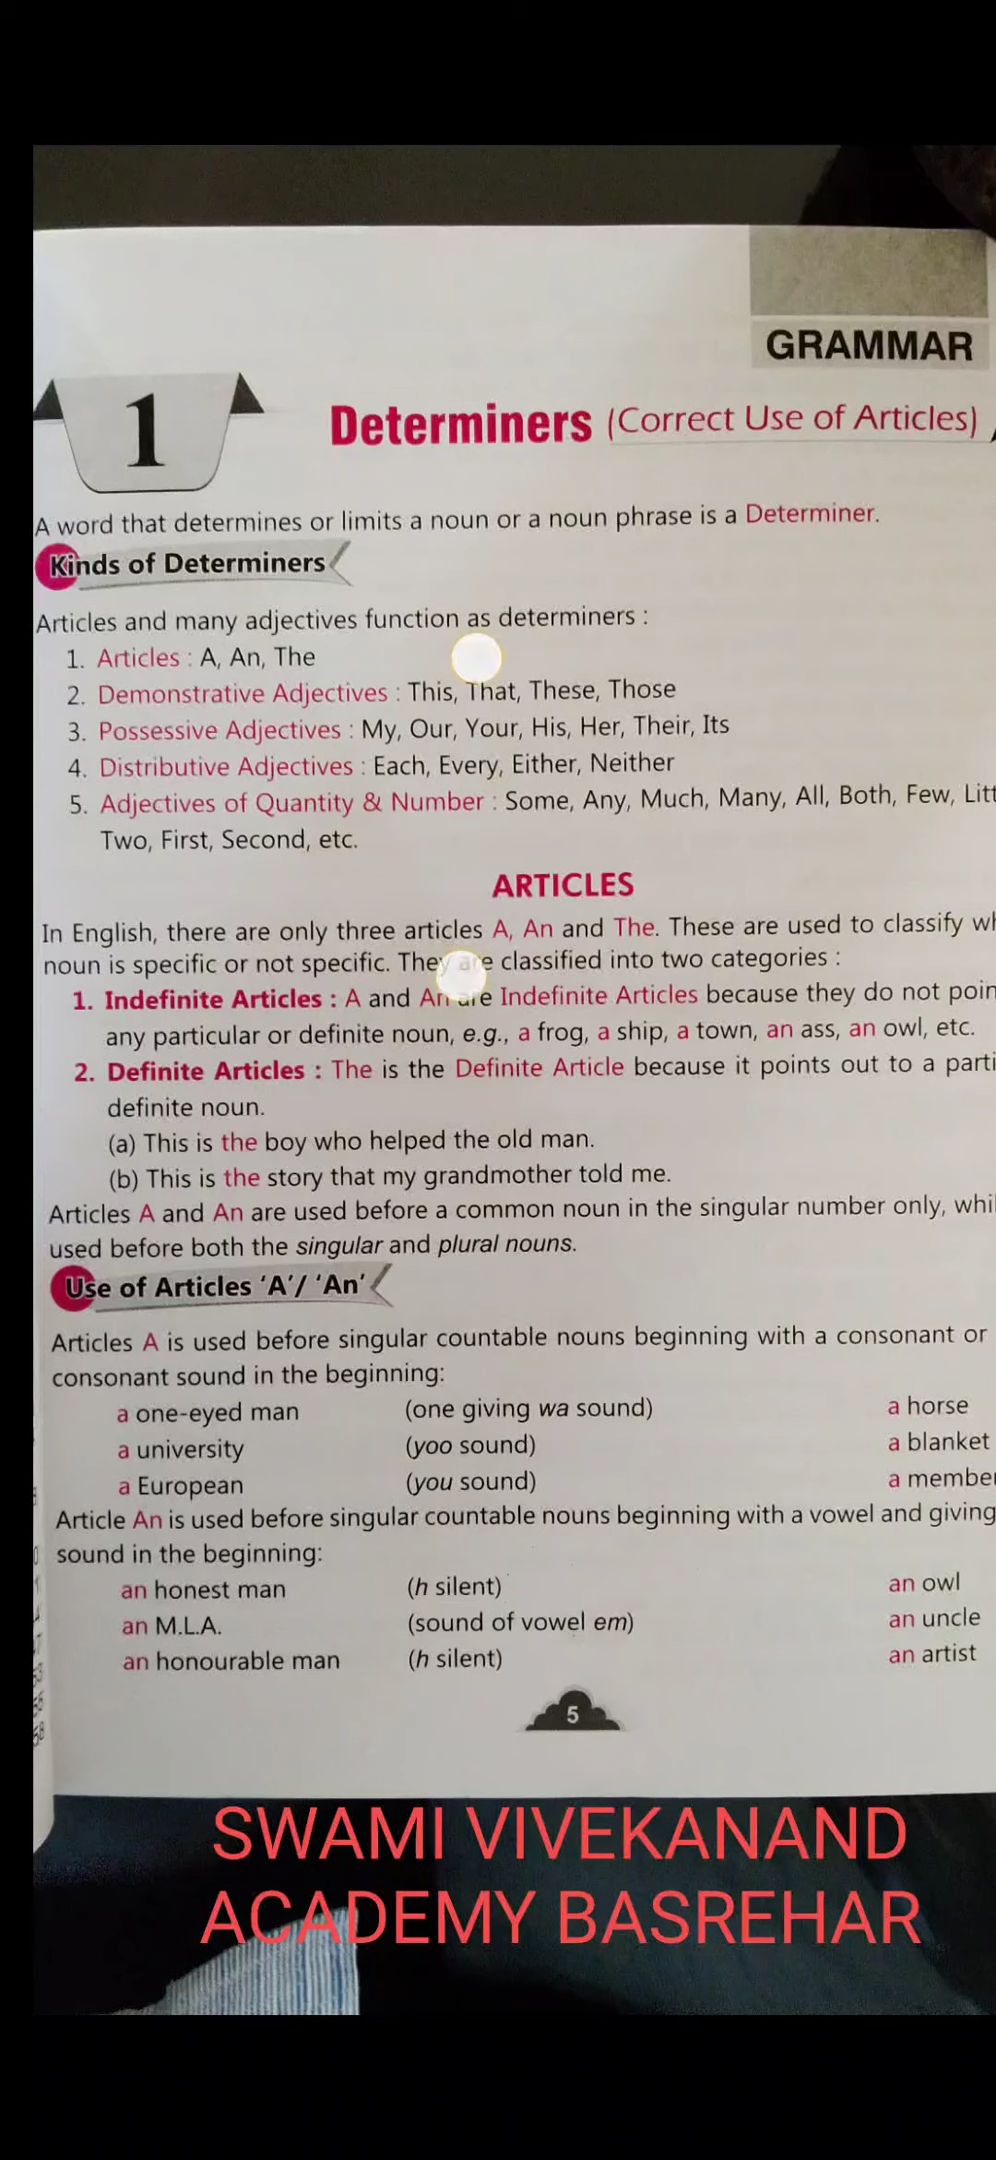 GRAMMAR
1
Determiners (Correct Use of Articles)
A word that determines or limits a noun or a noun phrase is a Determiner.
Kinds of Determiners
Articles and many adjectives function as determiners :
1. Articles : A, An, The
2. Demonstrative Adjectives : This, That, These, Those
3. Possessive Adjectives : My, Our, Your, His, Her, Their, Its
4. Distributive Adjectives : Each, Every, Either, Neither
5. Adjectives of Quantity & Number : Some, Any, Much, Many, All, Both, Few,
Two, First, Second, etc.
ARTICLES
In English, there are only three articles A, An and The. These are used to classify
noun is specific or not specific. They are classified into two categories :
1. Indefinite Articles : A and An are Indefinite Articles because they do not
any particular or definite noun, e.g., a frog, a ship, a town, an ass, an owl, etc.
2. Definite Articles : The is the Definite Article because it points out to a
definite noun.
(a) This is the boy who helped the old man.
(b) This is the story that my grandmother told me.
Articles A and An are used before a common noun in the singular number only,
used before both the singular and plural nouns.
Use of Articles ‘A’/ ‘An’
Articles A is used before singular countable nouns beginning with a consonant or
consonant sound in the beginning:
a one-eyed man (one giving wa sound) a horse
a university (yoo sound) a blanket
a European (you sound) a
Article An is used before singular countable nouns beginning with a vowel and giving
sound in the beginning:
an honest man (h silent) an owl
an M.L.A. (sound of vowel em) an uncle
an honourable man (h silent) an artist
5
SWAMI VIVEKANAND
ACADEMY BASREHAR